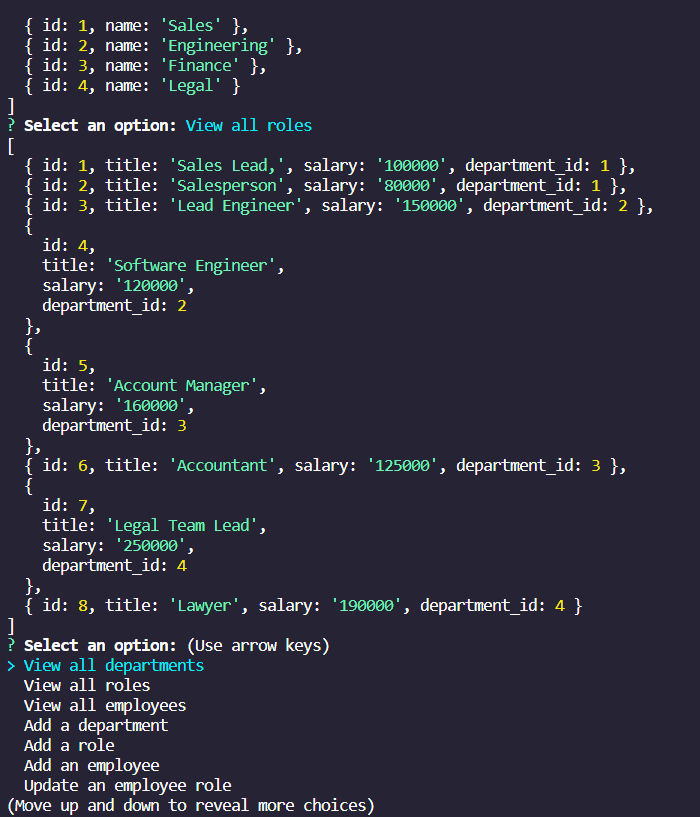 { id: 1, name: 'Sales' },
{ id: 2, name: 'Engineering' },
{ id: 3, name: 'Finance' },
{ id: 4, name: 'Legal' }
]
? Select an option: View all roles
[
{ id: 1, title: 'Sales Lead,', salary: '100000', department_id: 1 },
{ id: 2, title: 'Salesperson', salary: '80000', department_id: 1 },
{ id: 3, title: 'Lead Engineer', salary: '150000', department_id: 2 },
{
id: 4,
title: 'Software Engineer',
salary: '120000',
department_id: 2
},
{
id: 5,
title: 'Account Manager',
salary: '160000',
department_id: 3
},
{ id: 6, title: 'Accountant', salary: '125000', department_id: 3 },
{
id: 7,
title: 'Legal Team Lead',
salary: '250000',
department_id: 4
},
{ id: 8, title: 'Lawyer', salary: '190000', department_id: 4 }
]
? Select an option: (Use arrow keys)
> View all departments
View all roles
View all employees
Add a department
Add a role
Add an employee
Update an employee role
(Move up and down to reveal more choices)